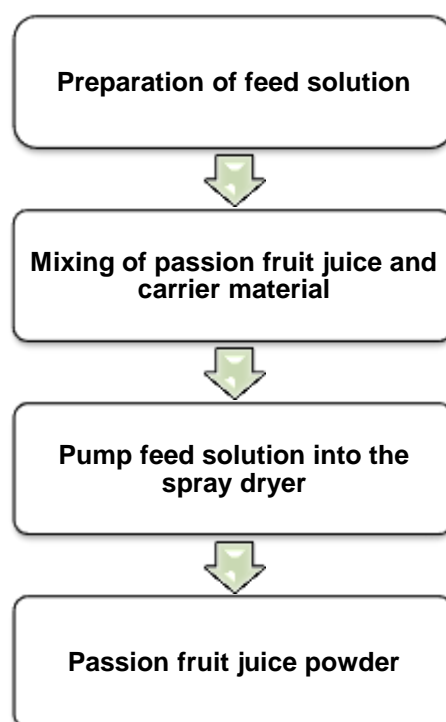 Preparation of feed solution
Mixing of passion fruit juice and
carrier material
Pump feed solution into the
spray dryer
Passion fruit juice powder